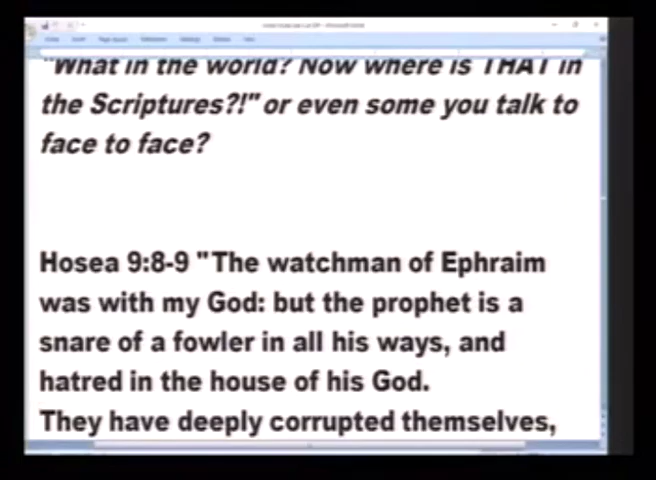 "What in the world? Now where is THAT in
the Scriptures?!" or even some you talk to
face to face?
Hosea 9:8-9 "The watchman of Ephraim
was with my God: but the prophet is a
snare of a fowler in all his ways, and
hatred in the house of his God.
They have deeply corrupted themselves,